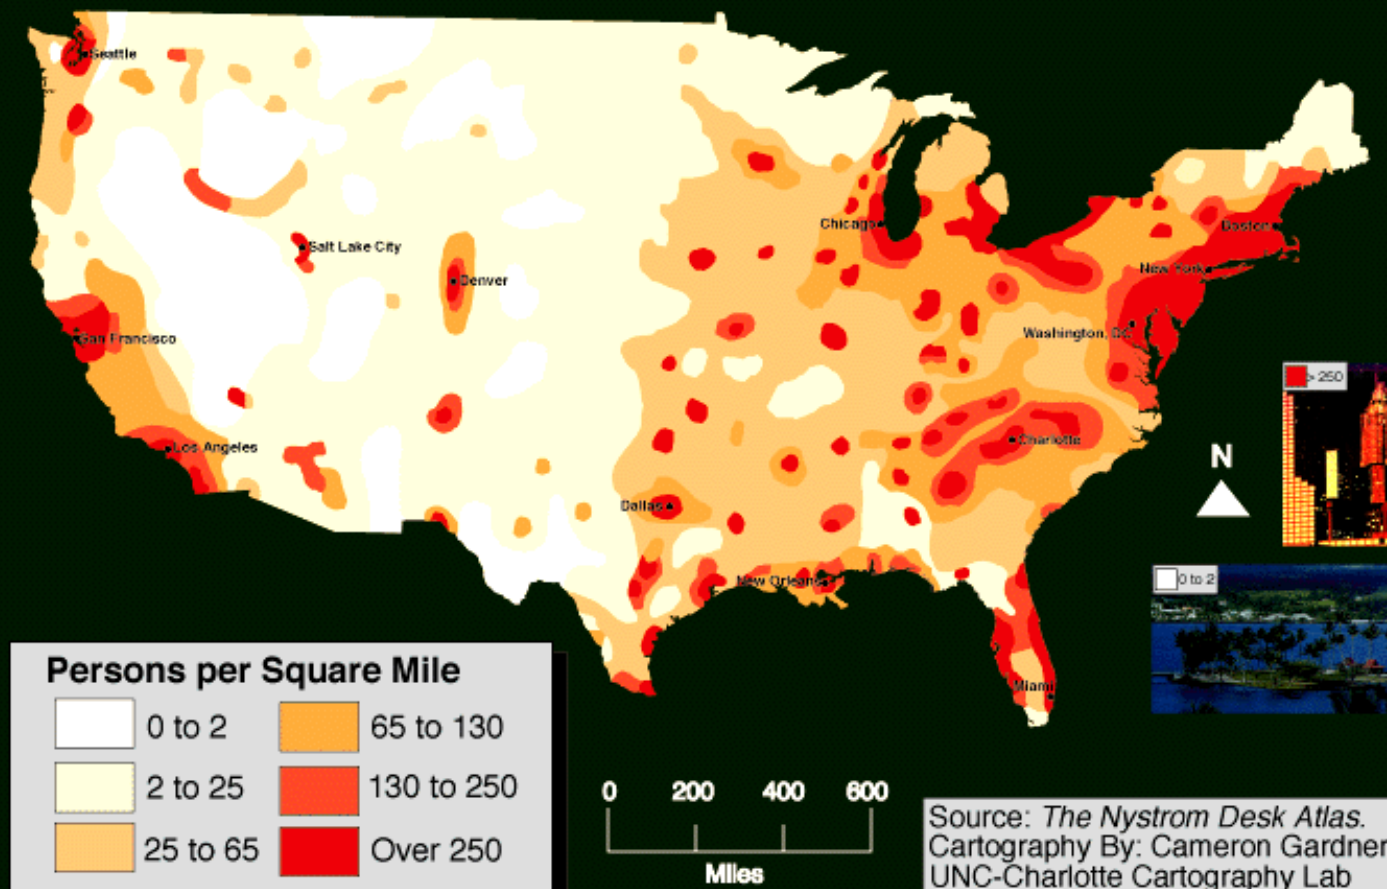 Seattle
Salt Lake City
Denver
San Francisco
Los Angeles
Dallas
New Orleans
Chicago
Boston
New York
Washington, Dc.
Charlotte
Miami
> 250
N
0 to 2
Persons per Square Mile
0 to 2
65 to 130
2 to 25
130 to 250
25 to 65
Over 250
0 200 400 600
Miles
Source: The Nystrom Desk Atlas.
Cartography By: Cameron Gardner
UNC-Charlotte Cartography Lab